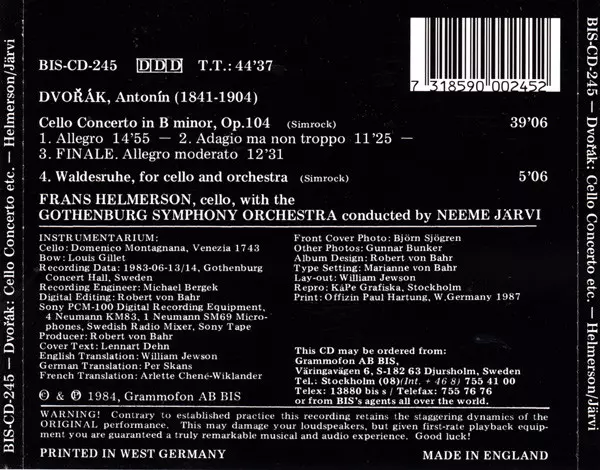 BIS-CD-245 DDD T.T.: 44'37
7 318590 002452
DVOŘÁK, Antonín (1841-1904)
Cello Concerto in B minor, Op.104 (Simrock) 39'06
1. Allegro 14'55 — 2. Adagio ma non troppo 11'25 —
3. FINALE. Allegro moderato 12'31
4. Waldesruhe, for cello and orchestra (Simrock) 5'06
FRANS HELMERSON, cello, with the
GOTHENBURG SYMPHONY ORCHESTRA conducted by NEEME JÄRVI
INSTRUMENTARIUM:
Cello: Domenico Montagnana, Venezia 1743
Bow: Louis Gillet
Recording Data: 1983-06-13/14, Gothenburg
Concert Hall, Sweden
Recording Engineer: Michael Bergek
Digital Editing: Robert von Bahr
Sony PCM-100 Digital Recording Equipment,
4 Neumann KM83, 1 Neumann SM69 Micro-
phones, Swedish Radio Mixer, Sony Tape
Producer: Robert von Bahr
Cover Text: Lennart Dehn
English Translation: William Jewson
German Translation: Per Skans
French Translation: Arlette Chené-Wiklander
© & ℗ 1984, Grammofon AB BIS
Front Cover Photo: Björn Sjögren
Other Photos: Gunnar Bunker
Album Design: Robert von Bahr
Type Setting: Marianne von Bahr
Lay-out: William Jewson
Repro: KåPe Grafiska, Stockholm
Print: Offizin Paul Hartung, W,Germany 1987
This CD may be ordered from:
Grammofon AB BIS,
Väringavägen 6, S-182 63 Djursholm, Sweden
Tel.: Stockholm (08)(Int. + 46 8) 755 41 00
Telex: 13880 bis s / Telefax: 755 76 76
or from BIS's agents all over the world.
WARNING! Contrary to established practice this recording retains the staggering dynamics of the
ORIGINAL performance. This may damage your loudspeakers, but given first-rate playback equip-
ment you are guaranteed a truly remarkable musical and audio experience. Good luck!
PRINTED IN WEST GERMANY MADE IN ENGLAND
BIS-CD-245 — Dvořák: Cello Concerto etc. — Helmerson/Järvi
BIS-CD-245 — Dvořák: Cello Concerto etc. — Helmerson/Järvi